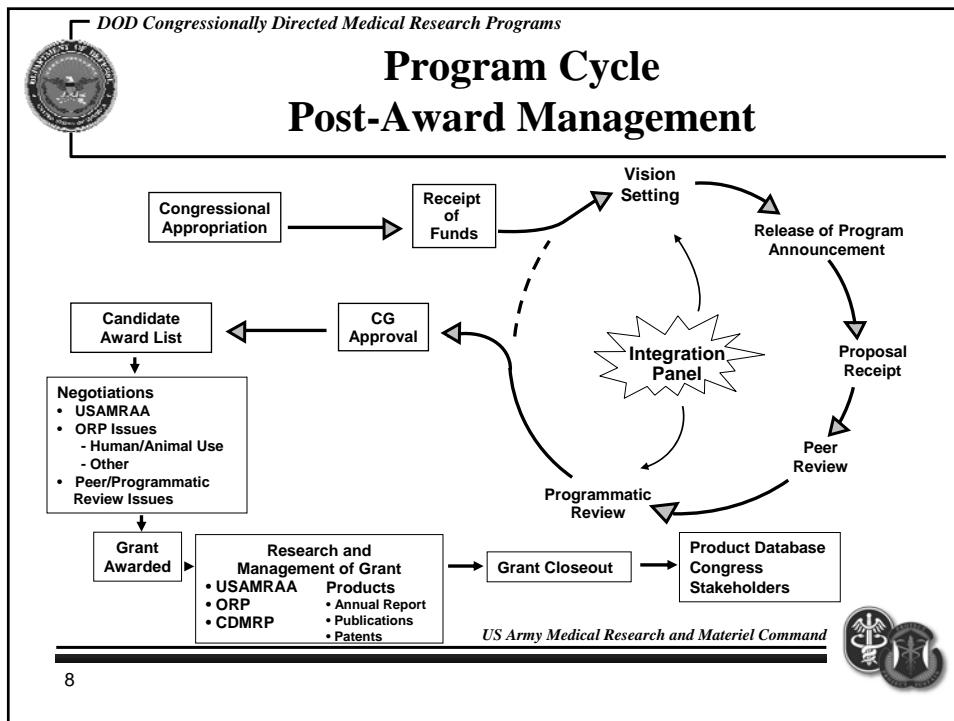 DOD Congressionally Directed Medical Research Programs
Program Cycle
Post-Award Management
Congressional
Appropriation
Receipt
of
Funds
Vision
Setting
Release of Program
Announcement
Proposal
Receipt
Peer
Review
Programmatic
Review
Integration
Panel
CG
Approval
Candidate
Award List
Negotiations
• USAMRAA
• ORP Issues
- Human/Animal Use
- Other
• Peer/Programmatic
Review Issues
Grant
Awarded
Research and
Management of Grant
• USAMRAA
• ORP
• CDMRP
Products
• Annual Report
• Publications
• Patents
Grant Closeout
Product Database
Congress
Stakeholders
US Army Medical Research and Materiel Command
8